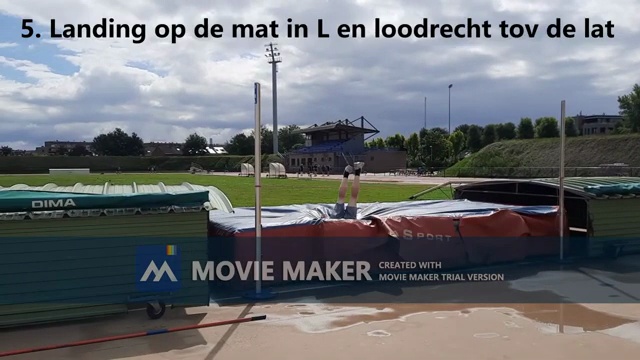 5. Landing op de mat in L en loodrecht tov de lat
DIMA
SPORT
MOVIE MAKER
CREATED WITH
MOVIE MAKER TRIAL VERSION